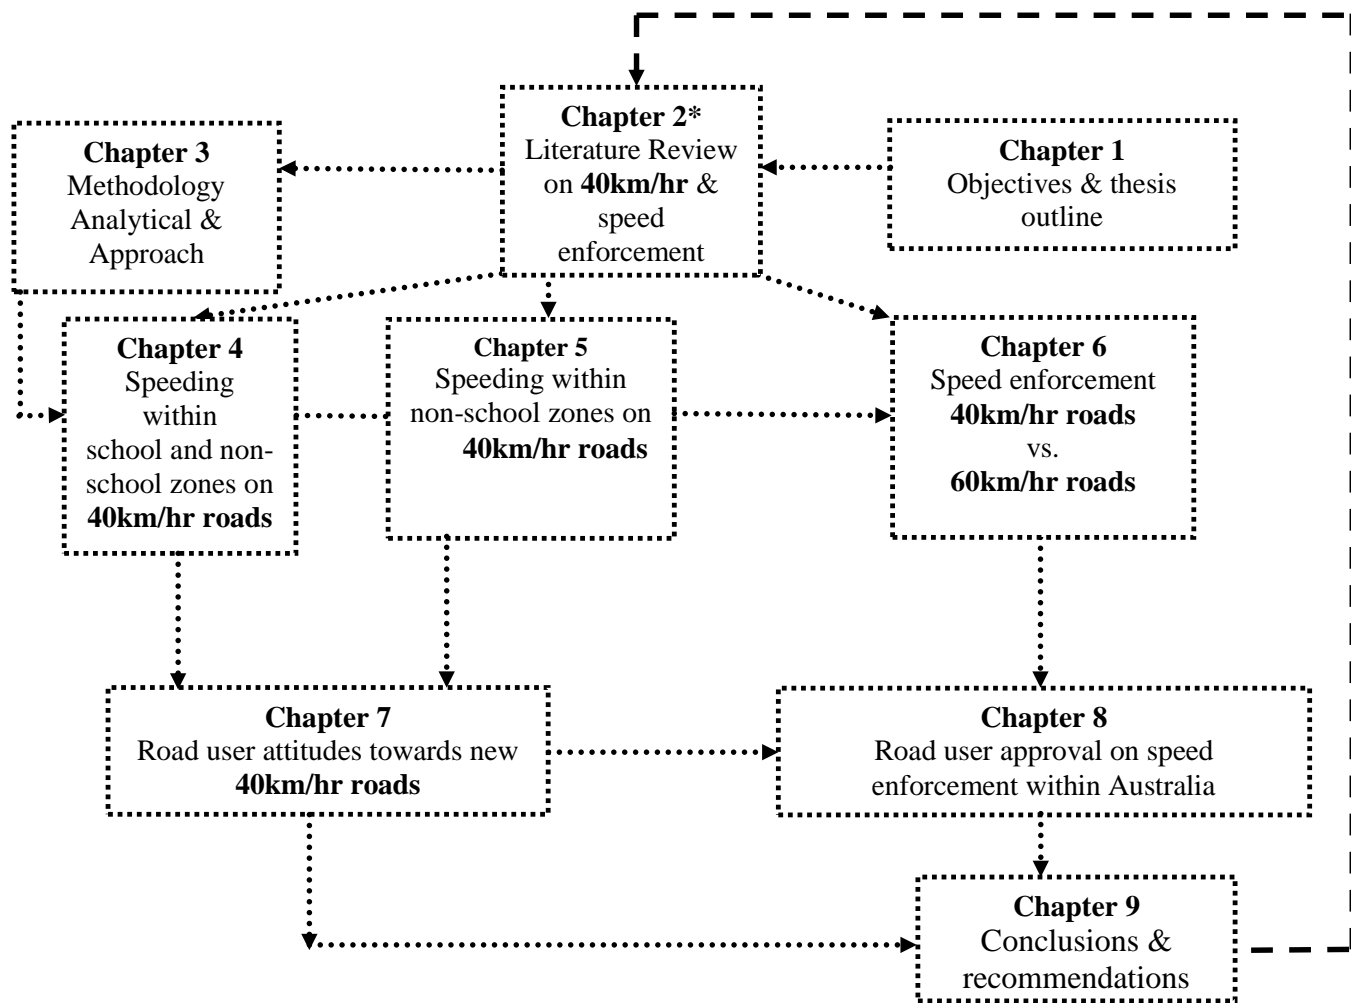 Chapter 2*
Literature Review
on 40km/hr &
speed
enforcement
Chapter 1
Objectives & thesis
outline
Chapter 3
Methodology
Analytical &
Approach
Chapter 4
Speeding
within
school and non-
school zones on
40km/hr roads
Chapter 5
Speeding within
non-school zones on
40km/hr roads
Chapter 6
Speed enforcement
40km/hr roads
vs.
60km/hr roads
Chapter 7
Road user attitudes towards new
40km/hr roads
Chapter 8
Road user approval on speed
enforcement within Australia
Chapter 9
Conclusions &
recommendations